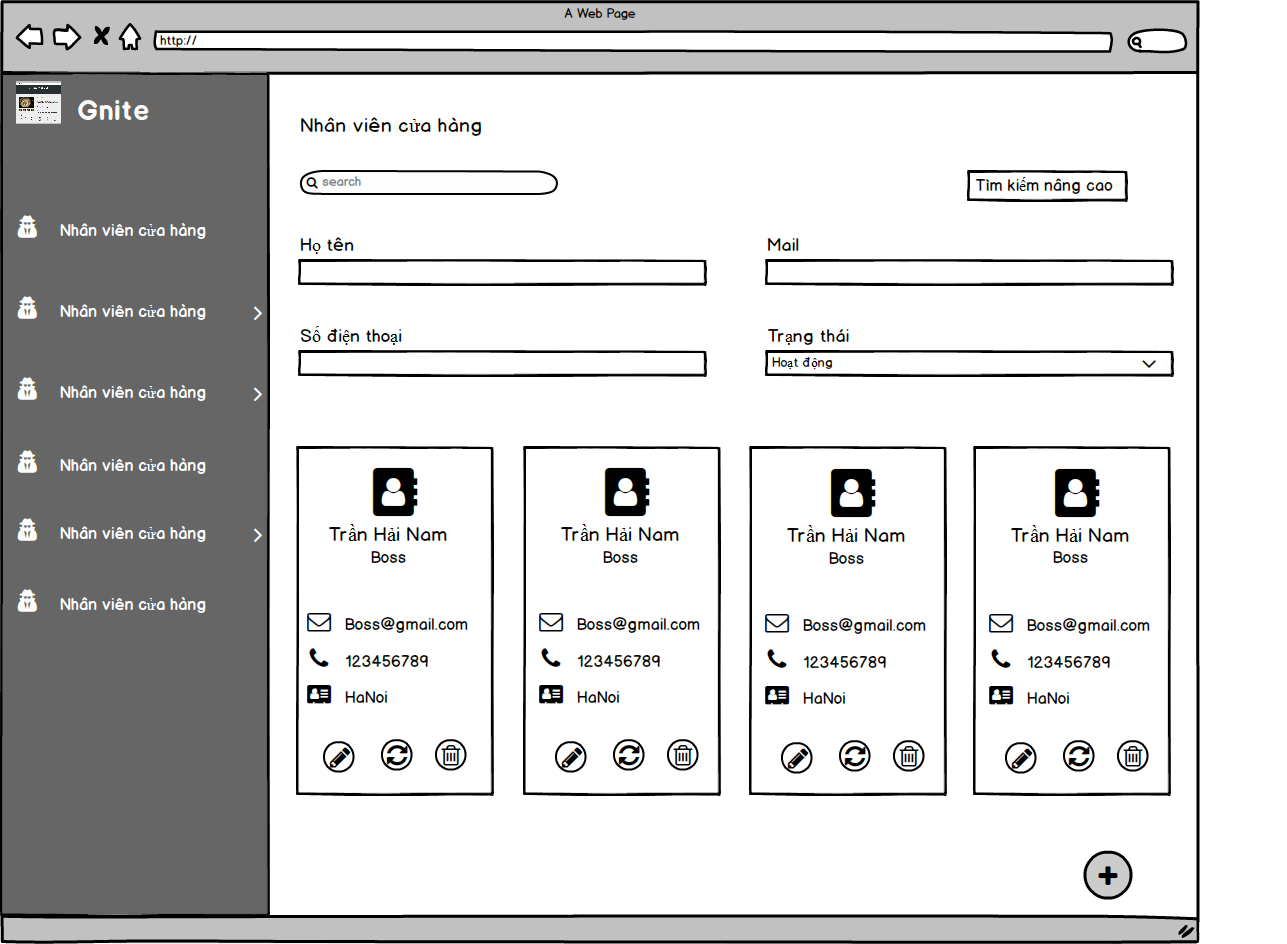 A Web Page
http://
Gnite
Nhân viên cửa hàng
Nhân viên cửa hàng
Nhân viên cửa hàng
Nhân viên cửa hàng
Nhân viên cửa hàng
Nhân viên cửa hàng
Nhân viên cửa hàng
search
Tìm kiếm nâng cao
Họ tên
Mail
Số điện thoại
Trạng thái
Hoạt động
Trần Hải Nam
Boss
Boss@gmail.com
123456789
HaNoi
Trần Hải Nam
Boss
Boss@gmail.com
123456789
HaNoi
Trần Hải Nam
Boss
Boss@gmail.com
123456789
HaNoi
Trần Hải Nam
Boss
Boss@gmail.com
123456789
HaNoi